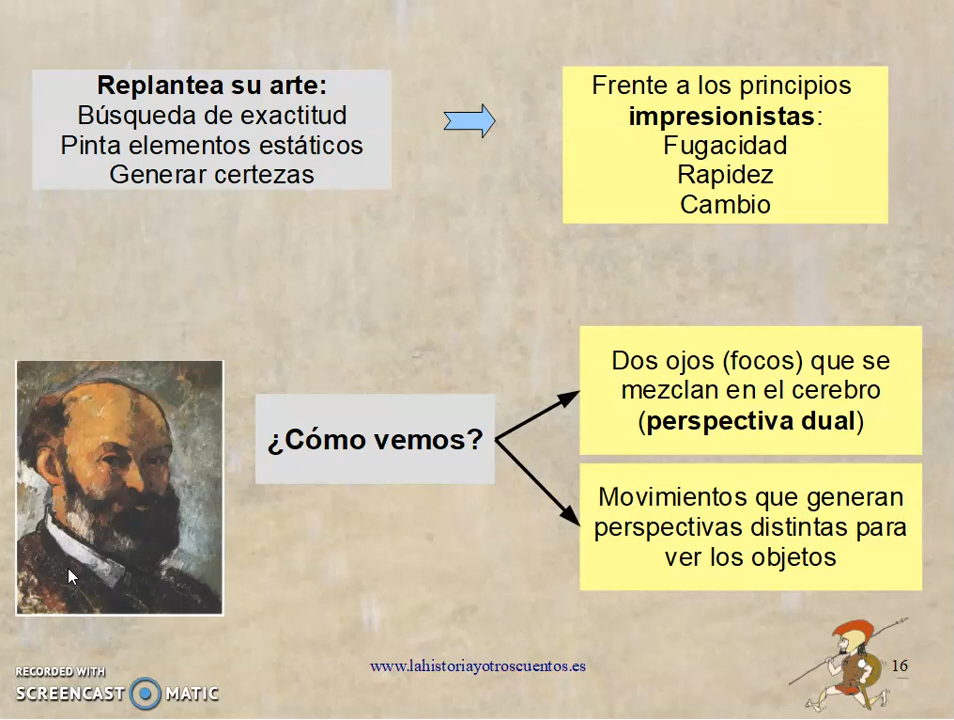 Replantea su arte:
Búsqueda de exactitud
Pinta elementos estáticos
Generar certezas
Frente a los principios
impresionistas:
Fugacidad
Rapidez
Cambio
¿Cómo vemos?
Dos ojos (focos) que se
mezclan en el cerebro
(perspectiva dual)
Movimientos que generan
perspectivas distintas para
ver los objetos
RECORDED WITH
SCREENCAST MATIC
www.lahistoriayotroscuentos.es
16